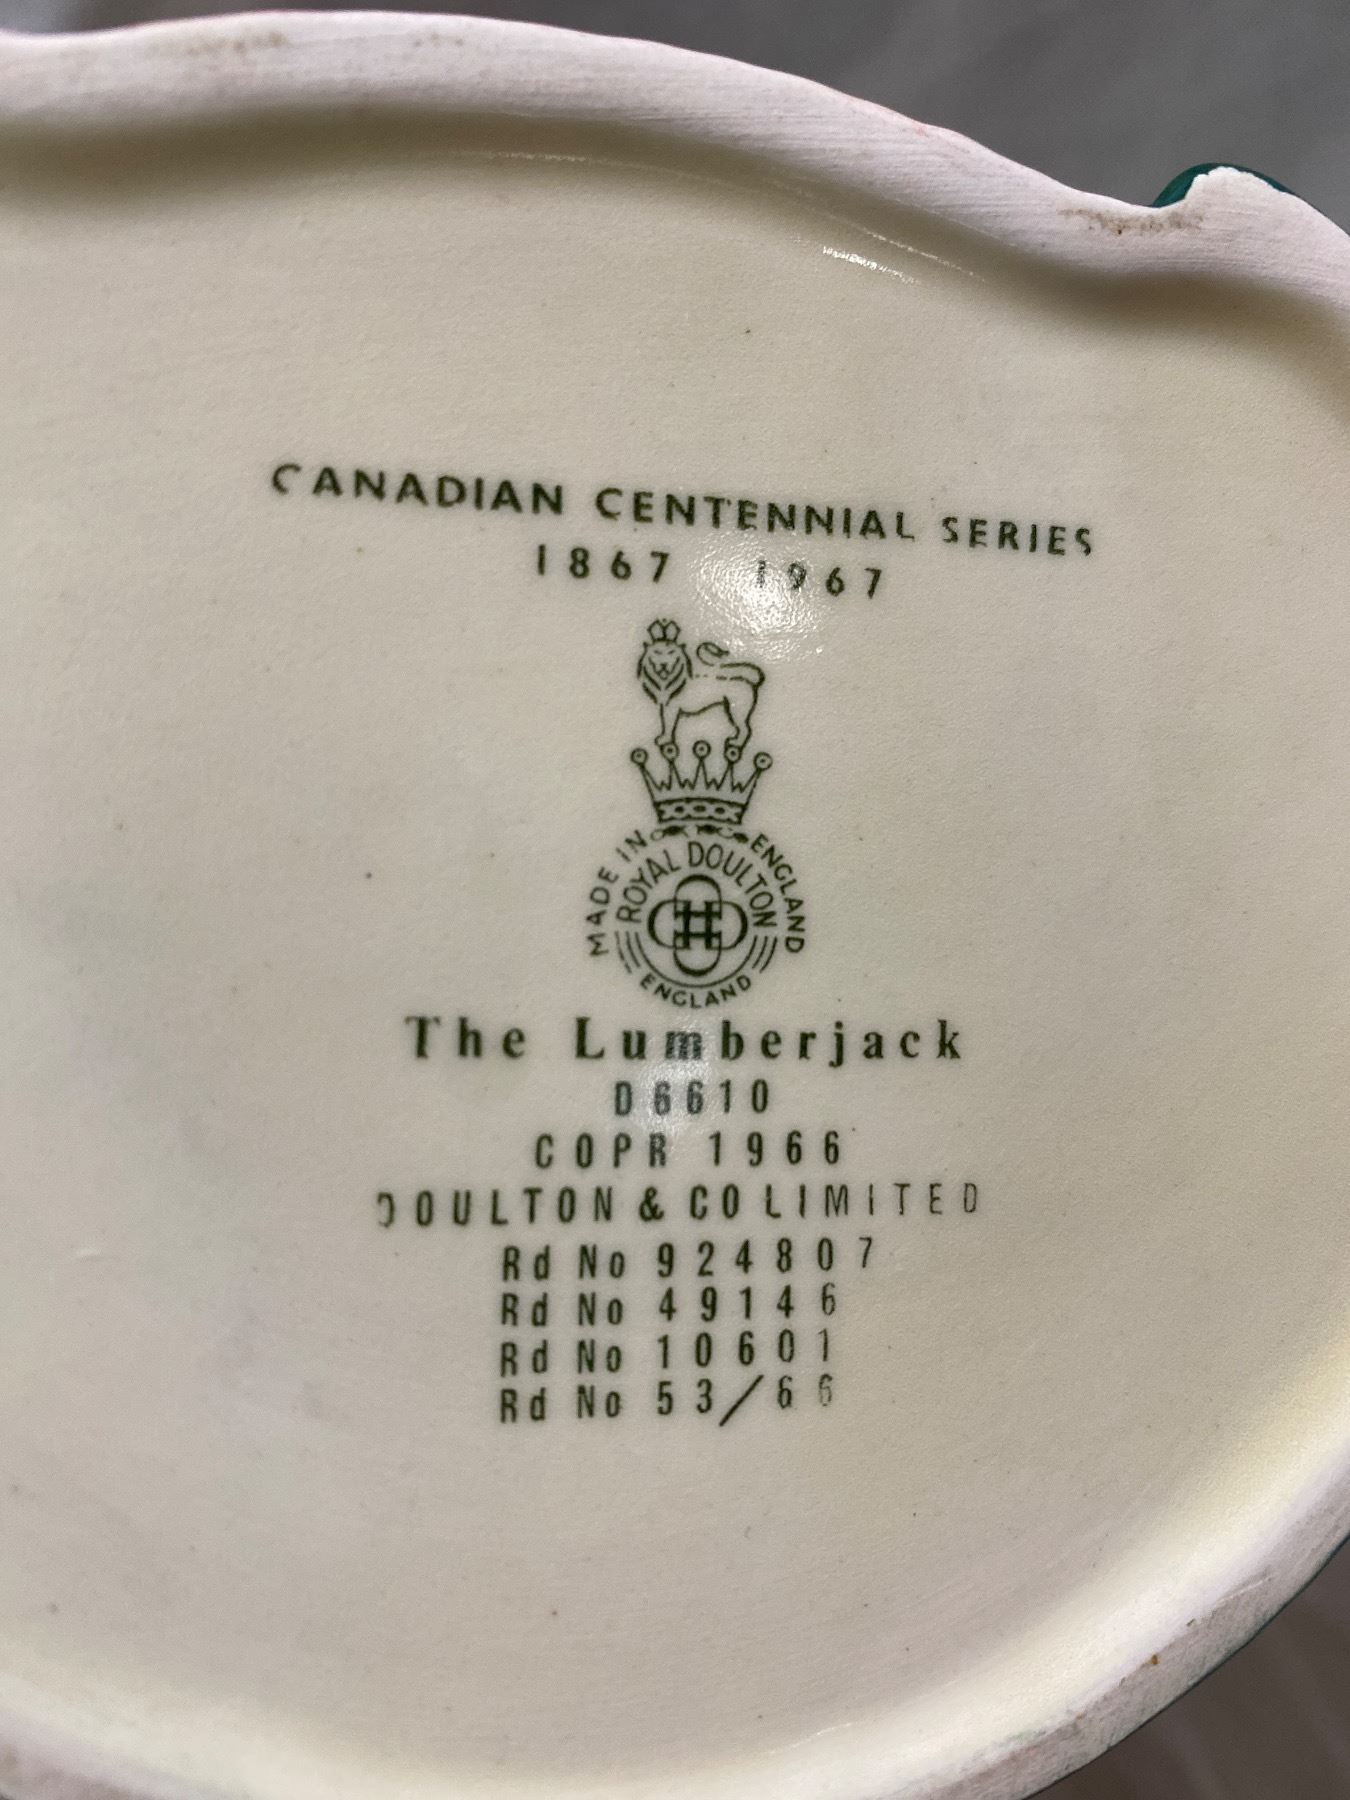 CANADIAN CENTENNIAL SERIES
1867 1967
MADE IN ENGLAND
ROYAL DOULTON
ENGLAND
The Lumberjack
D6610
COPR 1966
DOULTON & CO LIMITED
Rd No 924807
Rd No 49146
Rd No 10601
Rd No 53/66